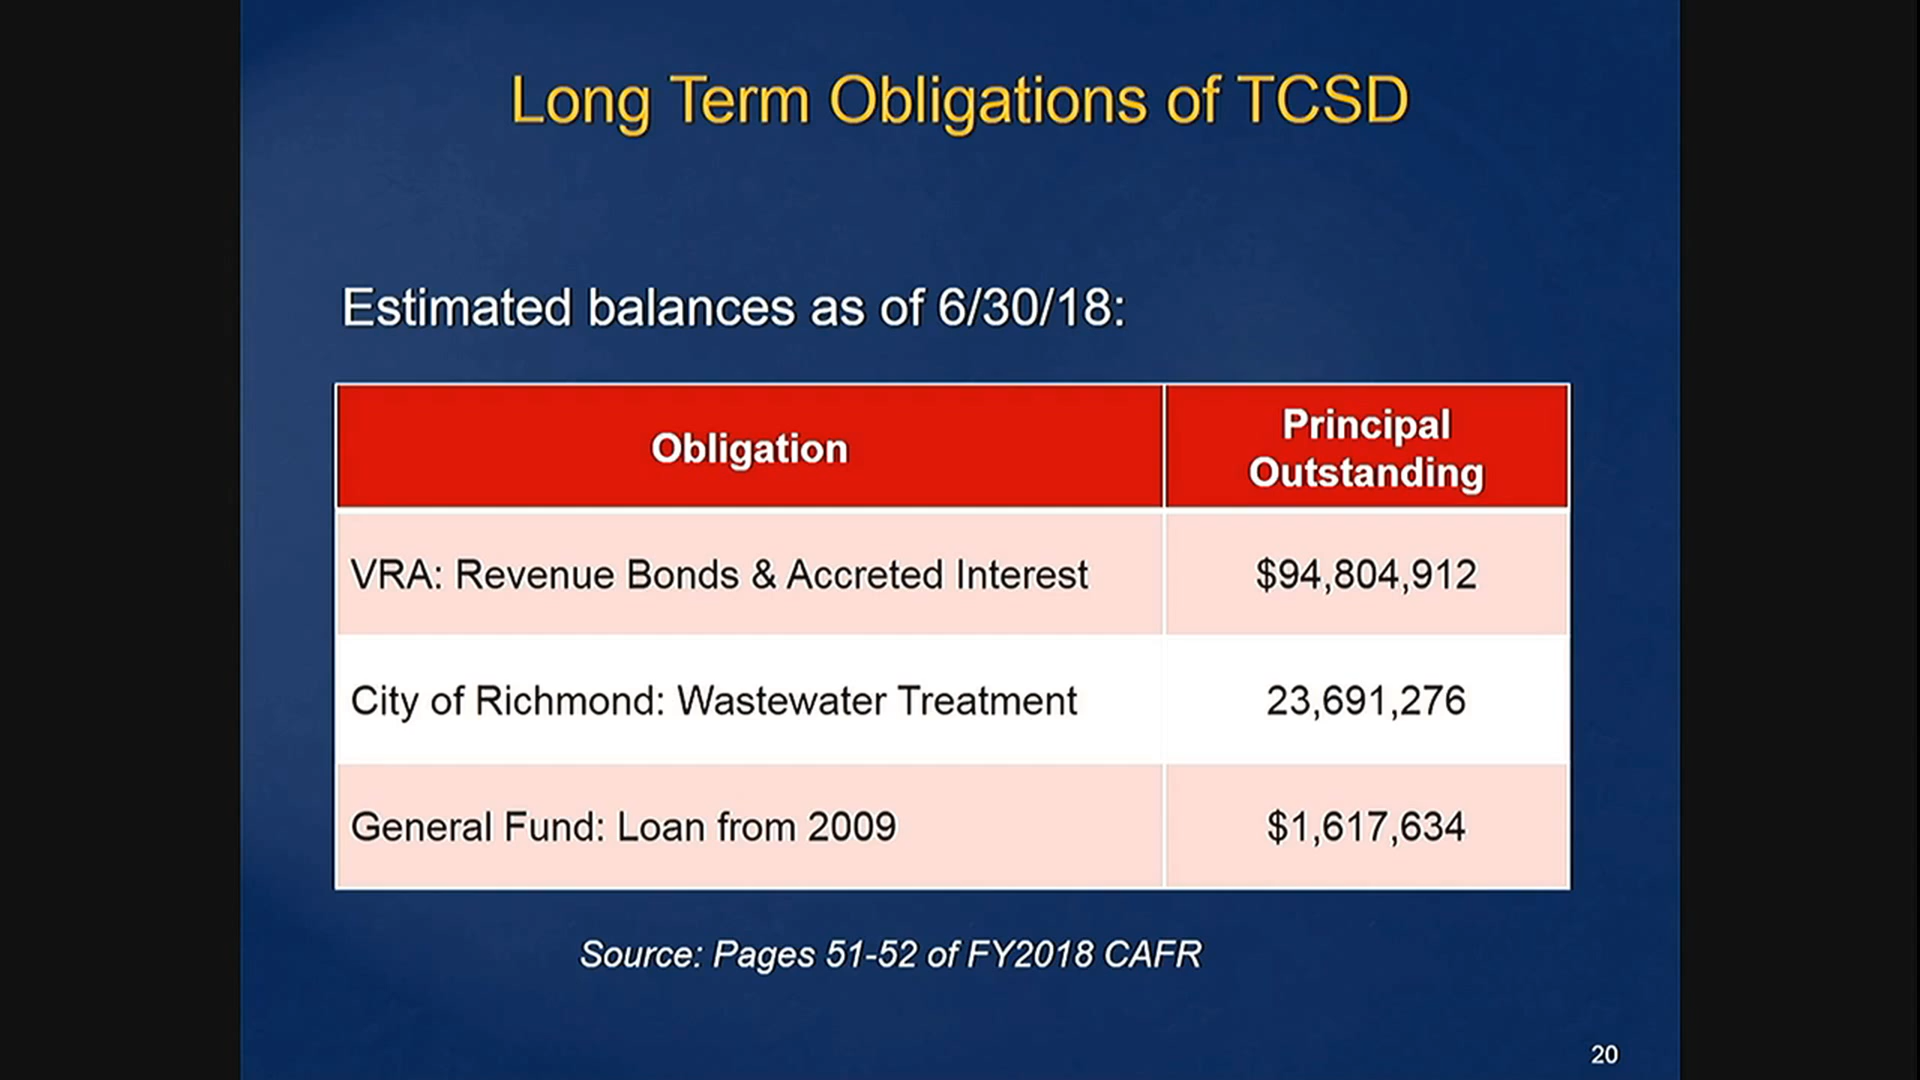 Long Term Obligations of TCSD
Estimated balances as of 6/30/18:
Obligation
Principal
Outstanding
VRA: Revenue Bonds & Accreted Interest
$94,804,912
City of Richmond: Wastewater Treatment
23,691,276
General Fund: Loan from 2009
$1,617,634
Source: Pages 51-52 of FY2018 CAFR
20